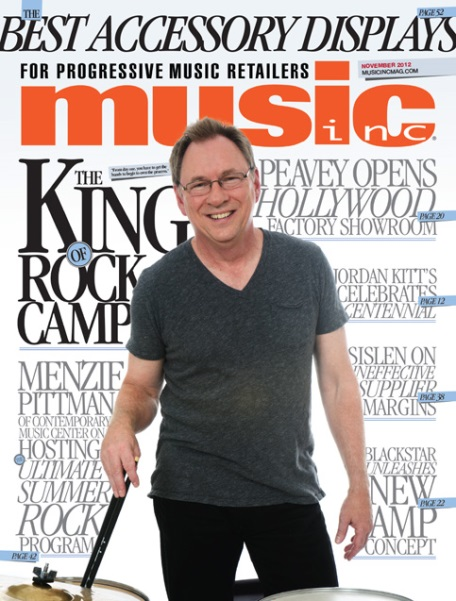 THE
BEST ACCESSORY DISPLAYS
PAGE 52
FOR PROGRESSIVE MUSIC RETAILERS
NOVEMBER 2012
MUSICINCMAG.COM
music
inc.
THE
KING
OF
ROCK
CAMP
PEAVEY OPENS
HOLLYWOOD
FACTORY SHOWROOM
PAGE 20
JORDAN KITT'S
CELEBRATES
CENTENNIAL
PAGE 12
SISLEN ON
INEFFECTIVE
SUPPLIER
MARGINS
PAGE 38
BLACKSTAR
UNLEASHES
NEW
AMP
CONCEPT
PAGE 22
MENZIE
PITTMAN
OF CONTEMPORARY
MUSIC CENTER ON
HOSTING
ULTIMATE
SUMMER
ROCK
PROGRAM
PAGE 42